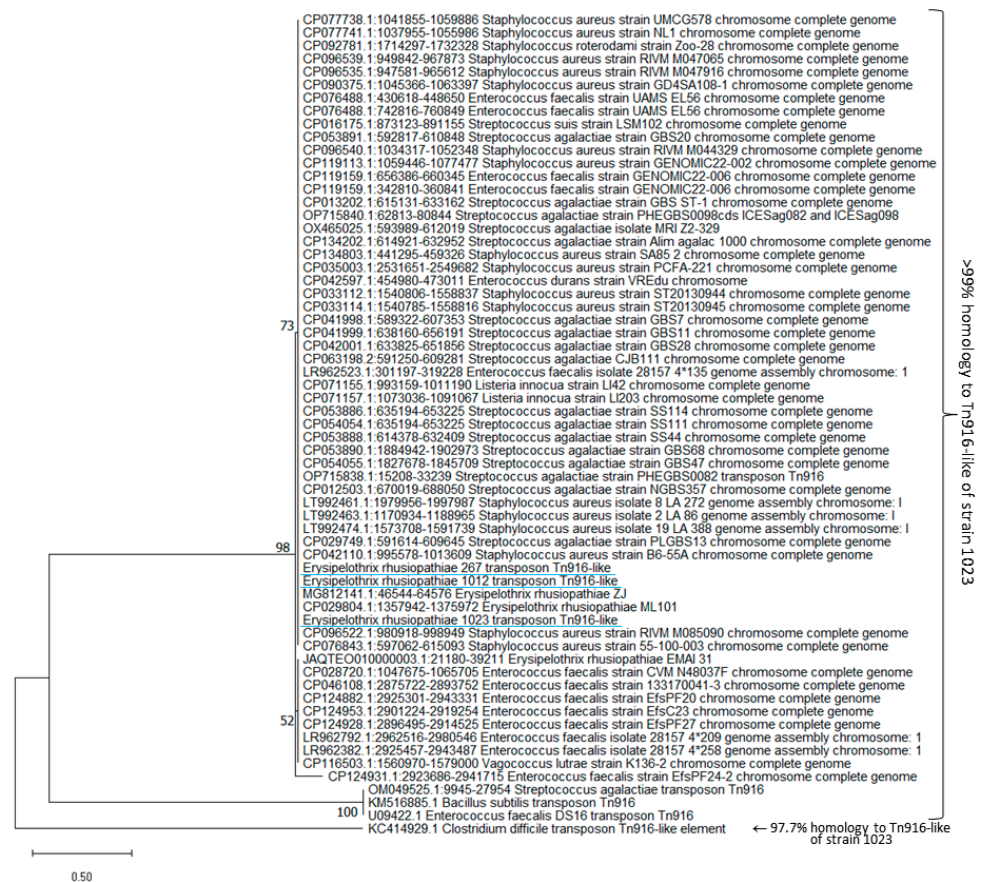 CP077738.1:1041855-1059886 Staphylococcus aureus strain UMCG578 chromosome complete genome
CP077741.1:1037955-1055986 Staphylococcus aureus strain NL1 chromosome complete genome
CP092781.1:1714297-1732328 Staphylococcus roterodami strain Zoo-28 chromosome complete genome
CP096539.1:949842-967873 Staphylococcus aureus strain RIVM M047065 chromosome complete genome
CP096535.1:947581-965612 Staphylococcus aureus strain RIVM M047916 chromosome complete genome
CP090375.1:1045366-1063397 Staphylococcus aureus strain GD4SA108-1 chromosome complete genome
CP076488.1:430618-448650 Enterococcus faecalis strain UAMS EL56 chromosome complete genome
CP076488.1:742816-760849 Enterococcus faecalis strain UAMS EL56 chromosome complete genome
CP016175.1:873123-891155 Streptococcus suis strain LSM102 chromosome complete genome
CP053891.1:592817-610848 Streptococcus agalactiae strain GBS20 chromosome complete genome
CP096540.1:1034317-1052348 Staphylococcus aureus strain RIVM M044329 chromosome complete genome
CP119113.1:1059446-1077477 Staphylococcus aureus strain GENOMIC22-002 chromosome complete genome
CP119159.1:656386-660345 Enterococcus faecalis strain GENOMIC22-006 chromosome complete genome
CP119159.1:342810-360841 Enterococcus faecalis strain GENOMIC22-006 chromosome complete genome
CP013202.1:615131-633162 Streptococcus agalactiae strain GBS ST-1 chromosome complete genome
OP715840.1:62813-80844 Streptococcus agalactiae strain PHEGBS0098cds ICESag082 and ICESag098
OX465025.1:593989-612019 Streptococcus agalactiae isolate MRI Z2-329
CP134202.1:614921-632952 Streptococcus agalactiae strain Alim agalac 1000 chromosome complete genome
CP134803.1:441295-459326 Streptococcus agalactiae strain SA85 2 chromosome complete genome
CP035003.1:2531651-2549682 Staphylococcus aureus strain PCFA-221 chromosome complete genome
CP042597.1:454980-473011 Enterococcus durans strain VREdu chromosome
CP033112.1:1540806-1558837 Staphylococcus aureus strain ST20130944 chromosome complete genome
CP033114.1:1540785-1558816 Staphylococcus aureus strain ST20130945 chromosome complete genome
CP041998.1:589322-607353 Streptococcus agalactiae strain GBS7 chromosome complete genome
73
CP041999.1:638160-656191 Streptococcus agalactiae strain GBS11 chromosome complete genome
CP042001.1:633825-651856 Streptococcus agalactiae strain GBS28 chromosome complete genome
CP063198.2:591250-609281 Streptococcus agalactiae CJB111 chromosome complete genome
LR962523.1:301197-319228 Enterococcus faecalis isolate 28157 4*135 genome assembly chromosome: 1
CP071155.1:993159-1011190 Listeria innocua strain LI42 chromosome complete genome
CP071157.1:1073036-1091067 Listeria innocua strain LI203 chromosome complete genome
CP053886.1:635194-653225 Streptococcus agalactiae strain SS114 chromosome complete genome
CP054054.1:635194-653225 Streptococcus agalactiae strain SS111 chromosome complete genome
CP053888.1:614378-632409 Streptococcus agalactiae strain SS44 chromosome complete genome
CP053890.1:1884942-1902973 Streptococcus agalactiae strain GBS68 chromosome complete genome
CP054055.1:1827678-1845709 Streptococcus agalactiae strain GBS47 chromosome complete genome
OP715838.1:15208-33239 Streptococcus agalactiae strain PHEGBS0082 transposon Tn916
CP012503.1:670019-688050 Streptococcus agalactiae strain NGBS357 chromosome complete genome
LT992461.1:1979956-1997987 Staphylococcus aureus isolate 8 LA 272 genome assembly chromosome: I
LT992463.1:1170934-1188965 Staphylococcus aureus isolate 2 LA 86 genome assembly chromosome: I
LT992474.1:1573708-1591739 Staphylococcus aureus isolate 19 LA 388 genome assembly chromosome: I
CP029749.1:591614-609645 Streptococcus agalactiae strain PLGBS13 chromosome complete genome
98
CP042110.1:995578-1013609 Staphylococcus aureus strain B6-55A chromosome complete genome
Erysipelothrix rhusiopathiae 267 transposon Tn916-like
Erysipelothrix rhusiopathiae 1012 transposon Tn916-like
MG812141.1:46544-64576 Erysipelothrix rhusiopathiae ZJ
CP029804.1:1357942-1375972 Erysipelothrix rhusiopathiae ML101
Erysipelothrix rhusiopathiae 1023 transposon Tn916-like
CP096522.1:980918-998949 Staphylococcus aureus strain RIVM M085090 chromosome complete genome
CP076843.1:597062-615093 Staphylococcus aureus strain 55-100-003 chromosome complete genome
JAQTEO010000003.1:21180-39211 Erysipelothrix rhusiopathiae EMAI 31
CP028720.1:1047675-1065705 Enterococcus faecalis strain CVM N48037F chromosome complete genome
CP046108.1:2875722-2893752 Enterococcus faecalis strain 133170041-3 chromosome complete genome
CP124882.1:2925301-2943331 Enterococcus faecalis strain EfsPF20 chromosome complete genome
CP124953.1:2901224-2919254 Enterococcus faecalis strain EfsC23 chromosome complete genome
52
CP124928.1:2896495-2914525 Enterococcus faecalis strain EfsPF27 chromosome complete genome
LR962792.1:2962516-2980546 Enterococcus faecalis isolate 28157 4*209 genome assembly chromosome: 1
LR962382.1:2925457-2943487 Enterococcus faecalis isolate 28157 4*258 genome assembly chromosome: 1
CP116503.1:1560970-1579000 Vagococcus lutrae strain K136-2 chromosome complete genome
CP124931.1:2923686-2941715 Enterococcus faecalis strain EfsPF24-2 chromosome complete genome
OM049525.1:9945-27954 Streptococcus agalactiae transposon Tn916
KM516885.1 Bacillus subtilis transposon Tn916
100
U09422.1 Enterococcus faecalis DS16 transposon Tn916
KC414929.1 Clostridium difficile transposon Tn916-like element
← 97.7% homology to Tn916-like
of strain 1023
>99% homology to Tn916-like of strain 1023
0.50